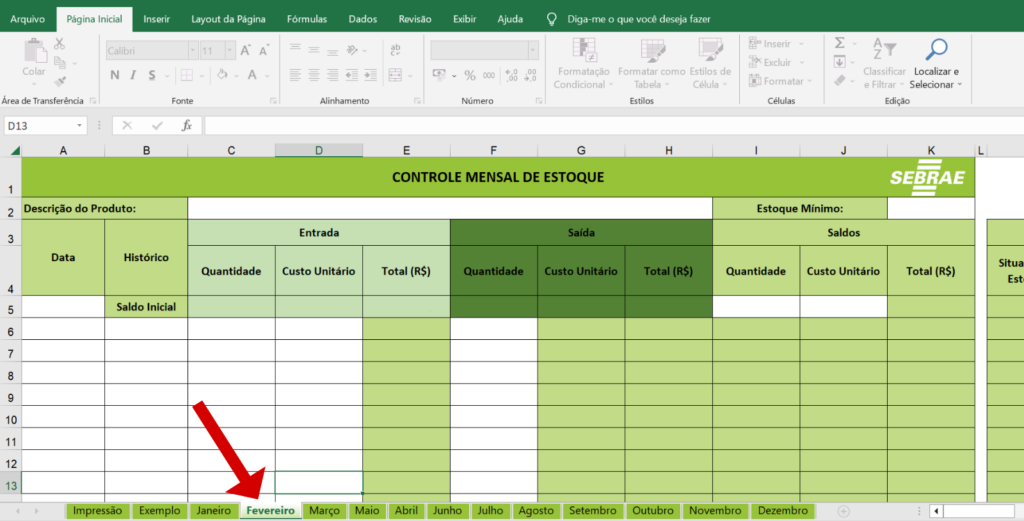 Arquivo Página Inicial Inserir Layout da Página Fórmulas Dados Revisão Exibir Ajuda Diga-me o que você deseja fazer
Colar
Calibri 11 A A
N I S A
ab c
% 000
Formatação Condicional
Formatar como Tabela
Estilos de Célula
Inserir
Excluir
Formatar
Classificar e Filtrar
Localizar e Selecionar
Área de Transferência Fonte Alinhamento Número Estilos Células Edição
D13 fx
A B C D E F G H I J K L
1 CONTROLE MENSAL DE ESTOQUE SEBRAE
2 Descrição do Produto: Estoque Mínimo:
3 Entrada Saída Saldos
Data Histórico
4 Quantidade Custo Unitário Total (R$) Quantidade Custo Unitário Total (R$) Quantidade Custo Unitário Total (R$) Situa Est
5 Saldo Inicial
6
7
8
9
10
11
12
13
Impressão Exemplo Janeiro Fevereiro Março Maio Abril Junho Julho Agosto Setembro Outubro Novembro Dezembro